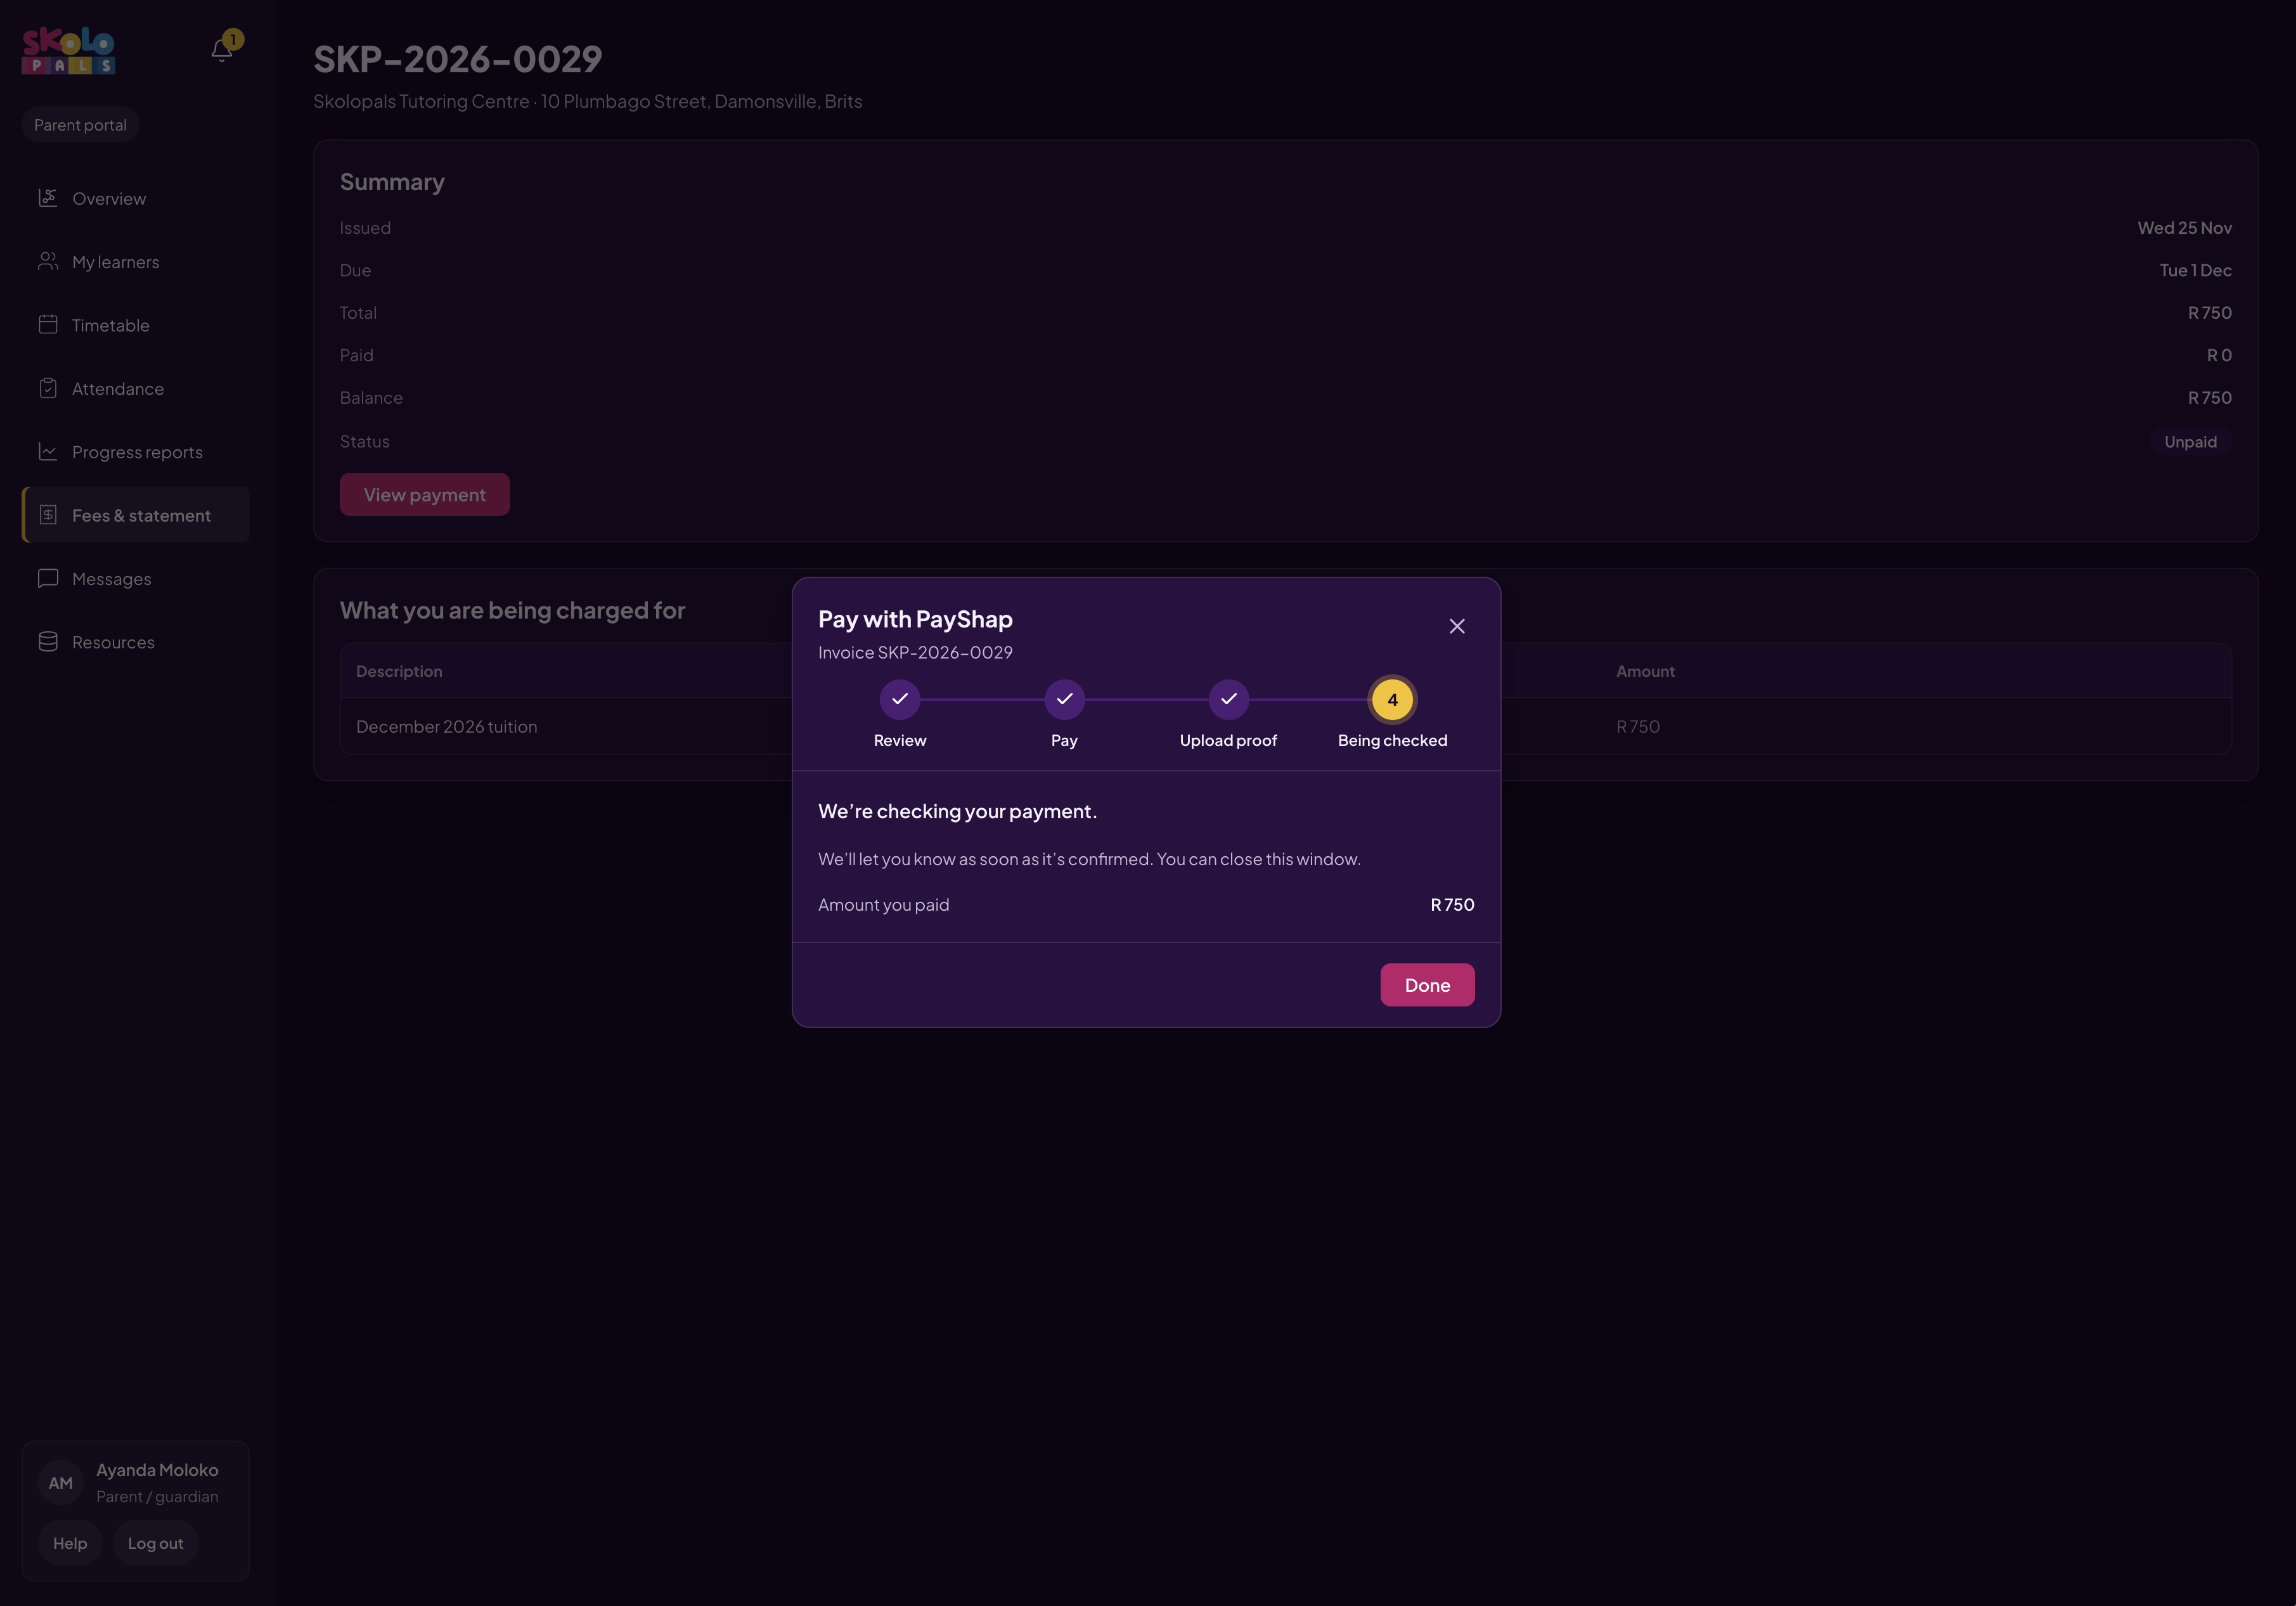 SKOLO
PALS
1
Parent portal
Overview
My learners
Timetable
Attendance
Progress reports
Fees & statement
Messages
Resources
AM
Ayanda Moloko
Parent / guardian
Help
Log out
SKP-2026-0029
Skolopals Tutoring Centre · 10 Plumbago Street, Damonsville, Brits
Summary
Issued Wed 25 Nov
Due Tue 1 Dec
Total R 750
Paid R 0
Balance R 750
Status Unpaid
View payment
What you are being charged for
Description Amount
December 2026 tuition R 750
Pay with PayShap
Invoice SKP-2026-0029
4
Review Pay Upload proof Being checked
We're checking your payment.
We'll let you know as soon as it's confirmed. You can close this window.
Amount you paid R 750
Done